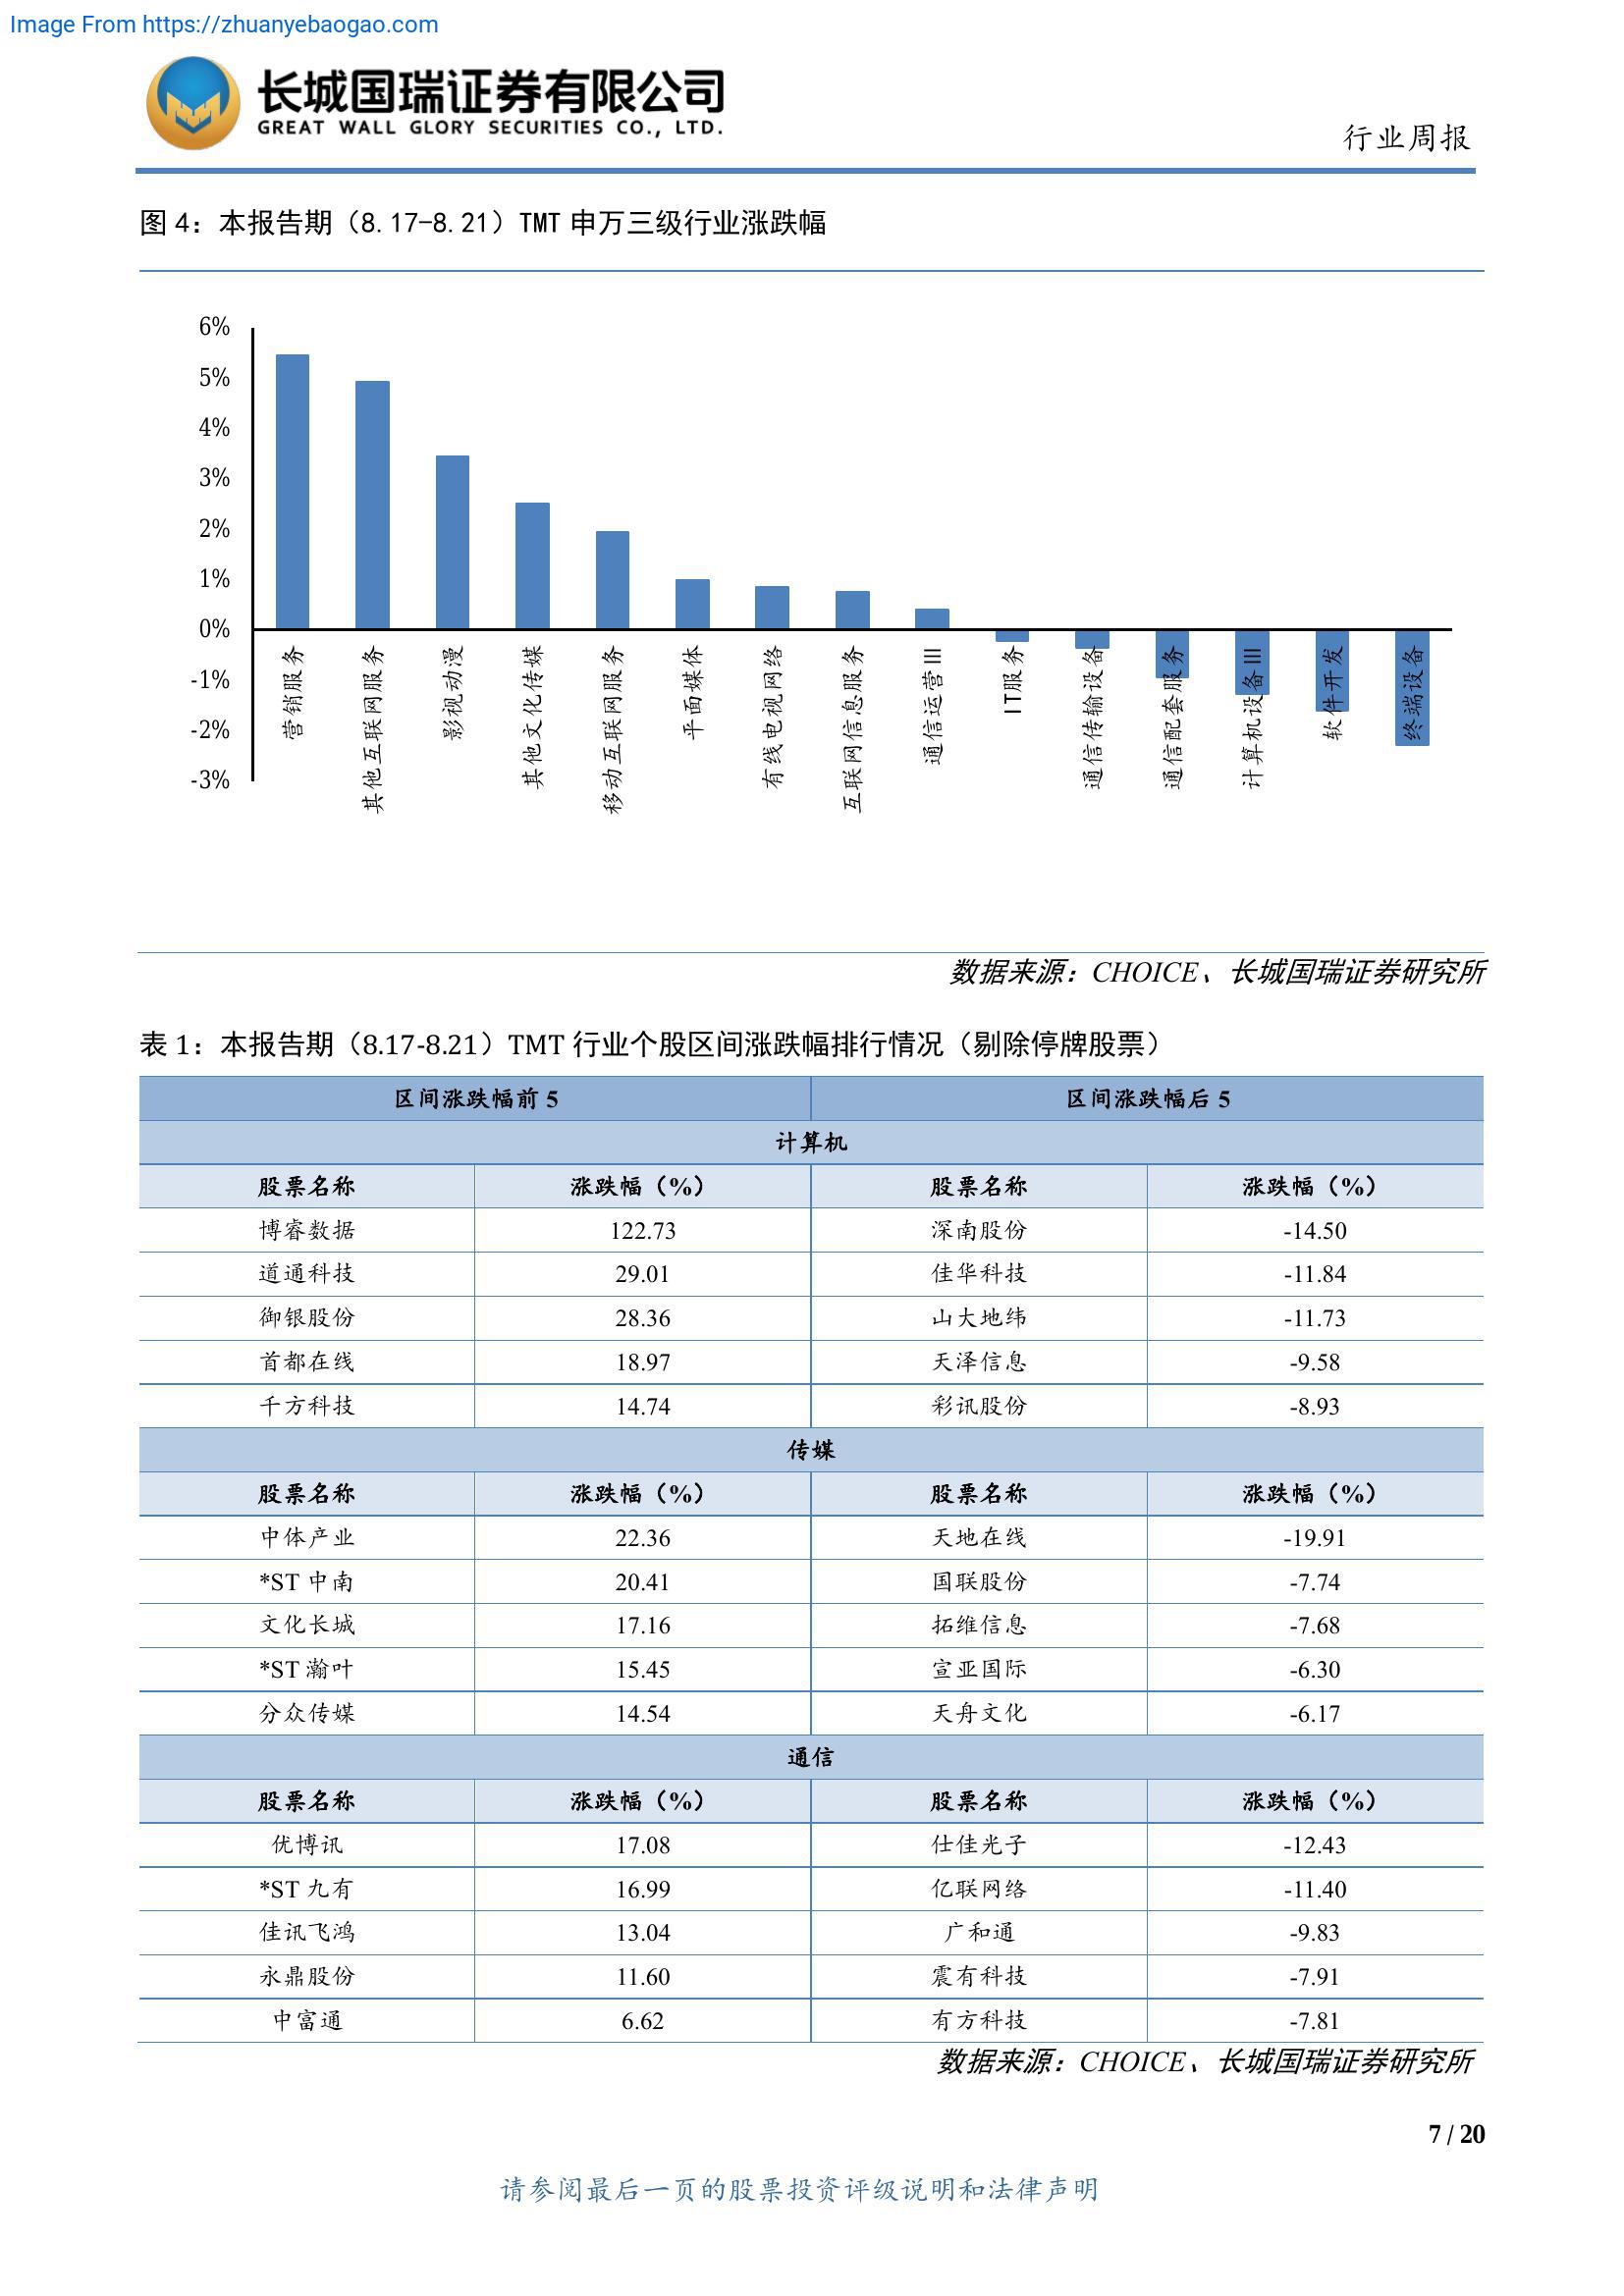 Image From https://zhuanyebaogao.com
长城国瑞证券有限公司
GREAT WALL GLORY SECURITIES CO., LTD.
行业周报
图 4：本报告期（8.17-8.21）TMT 申万三级行业涨跌幅
6%
5%
4%
3%
2%
1%
0%
-1%
-2%
-3%
营销服务
其他互联网服务
影视动漫
其他文化传媒
移动互联网服务
平面媒体
有线电视网络
互联网信息服务
通信运营Ⅲ
IT服务
通信传输设备
通信配套服务
计算机设备Ⅲ
软件开发
终端设备
数据来源：CHOICE、长城国瑞证券研究所
表 1：本报告期（8.17-8.21）TMT 行业个股区间涨跌幅排行情况（剔除停牌股票）
区间涨跌幅前 5 区间涨跌幅后 5
计算机
股票名称 涨跌幅（%） 股票名称 涨跌幅（%）
博睿数据 122.73 深南股份 -14.50
道通科技 29.01 佳华科技 -11.84
御银股份 28.36 山大地纬 -11.73
首都在线 18.97 天泽信息 -9.58
千方科技 14.74 彩讯股份 -8.93
传媒
股票名称 涨跌幅（%） 股票名称 涨跌幅（%）
中体产业 22.36 天地在线 -19.91
*ST 中南 20.41 国联股份 -7.74
文化长城 17.16 拓维信息 -7.68
*ST 瀚叶 15.45 宣亚国际 -6.30
分众传媒 14.54 天舟文化 -6.17
通信
股票名称 涨跌幅（%） 股票名称 涨跌幅（%）
优博讯 17.08 仕佳光子 -12.43
*ST 九有 16.99 亿联网络 -11.40
佳讯飞鸿 13.04 广和通 -9.83
永鼎股份 11.60 震有科技 -7.91
中富通 6.62 有方科技 -7.81
数据来源：CHOICE、长城国瑞证券研究所
7 / 20
请参阅最后一页的股票投资评级说明和法律声明